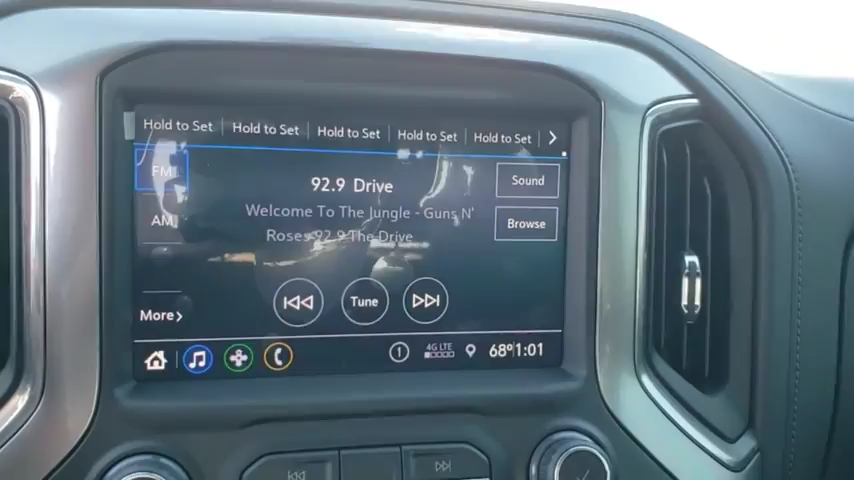 Hold to Set Hold to Set Hold to Set Hold to Set Hold to Set
FM
92.9 Drive
Sound
Welcome To The Jungle - Guns N'
AM
Browse
Roses 92.9 The Drive
Tune
More
1 4G LTE 68° 1:01